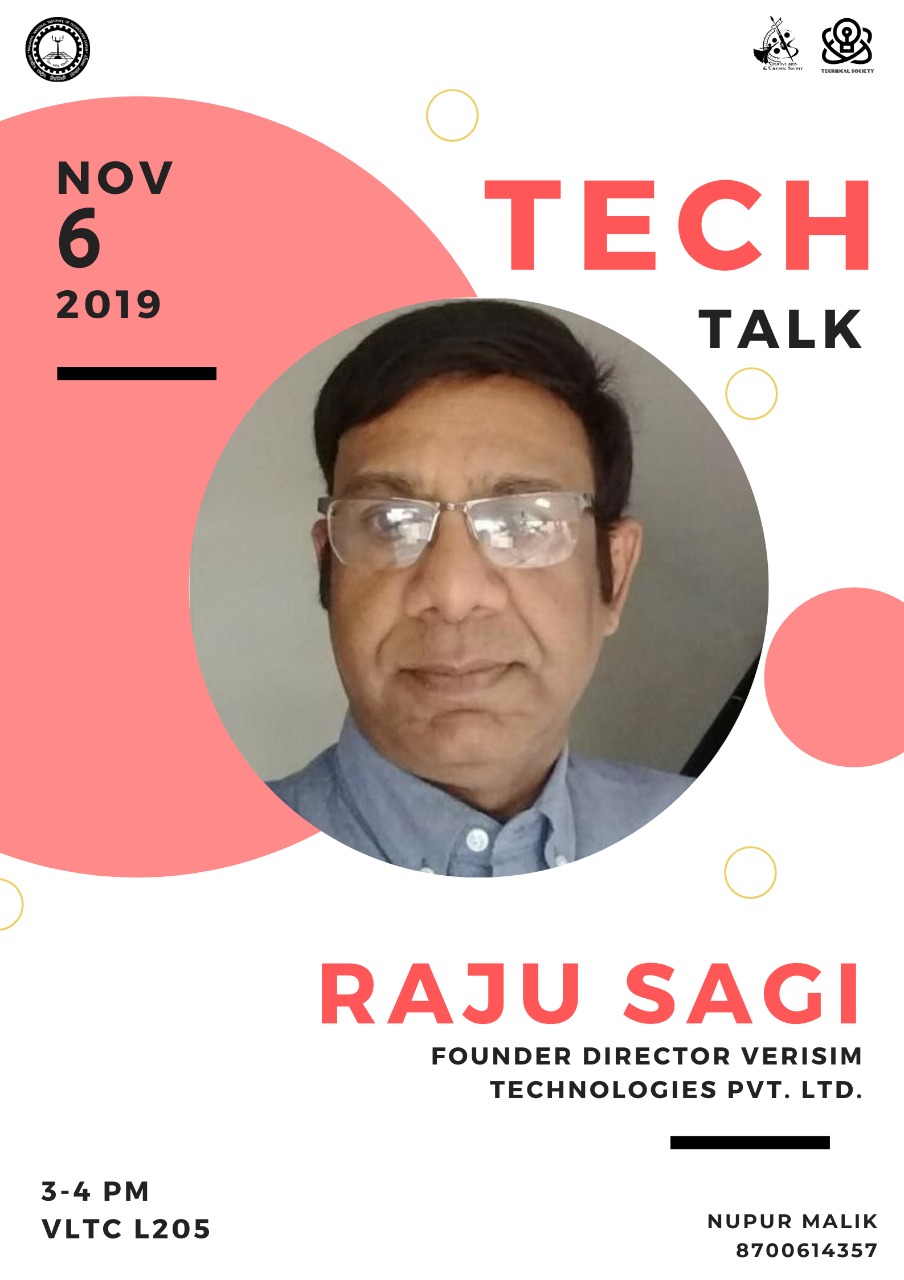 TECHNICAL SOCIETY
NOV
6
2019
TECH
TALK
RAJU SAGI
FOUNDER DIRECTOR VERISIM
TECHNOLOGIES PVT. LTD.
3-4 PM
VLTC L205
NUPUR MALIK
8700614357